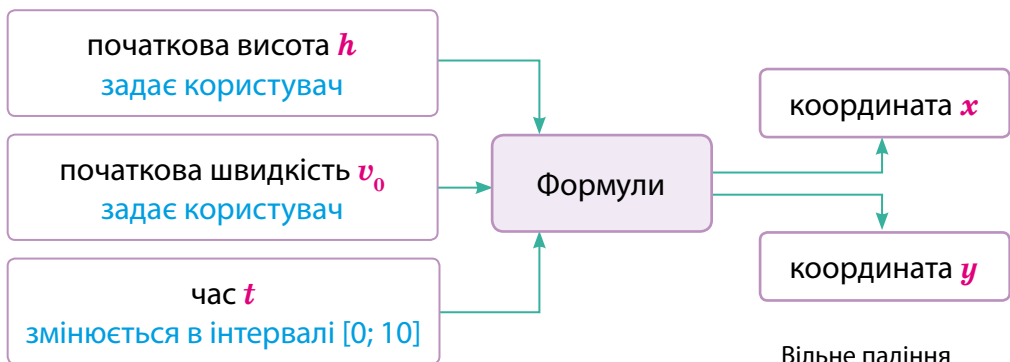 початкова висота h
задає користувач
початкова швидкість v₀
задає користувач
час t
змінюється в інтервалі [0; 10]
Формули
координата x
координата y
Вільне падіння